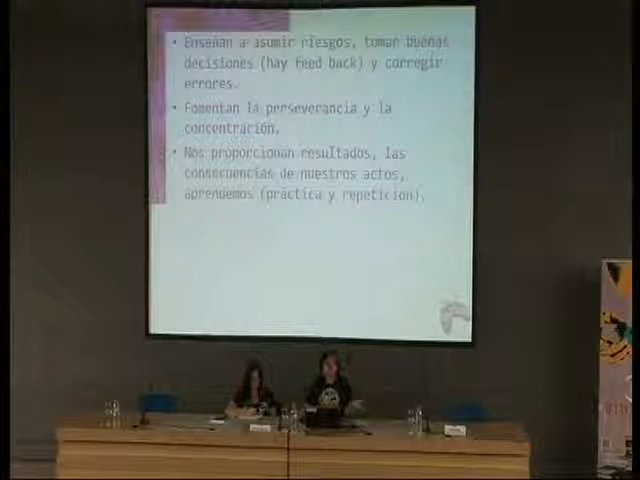 • Enseñan a asumir riesgos, tomar buenas
decisiones (hay feed back) y corregir
errores.
• Fomentan la perseverancia y la
concentración.
• Nos proporcionan resultados, las
consecuencias de nuestros actos,
aprendemos (práctica y repetición).